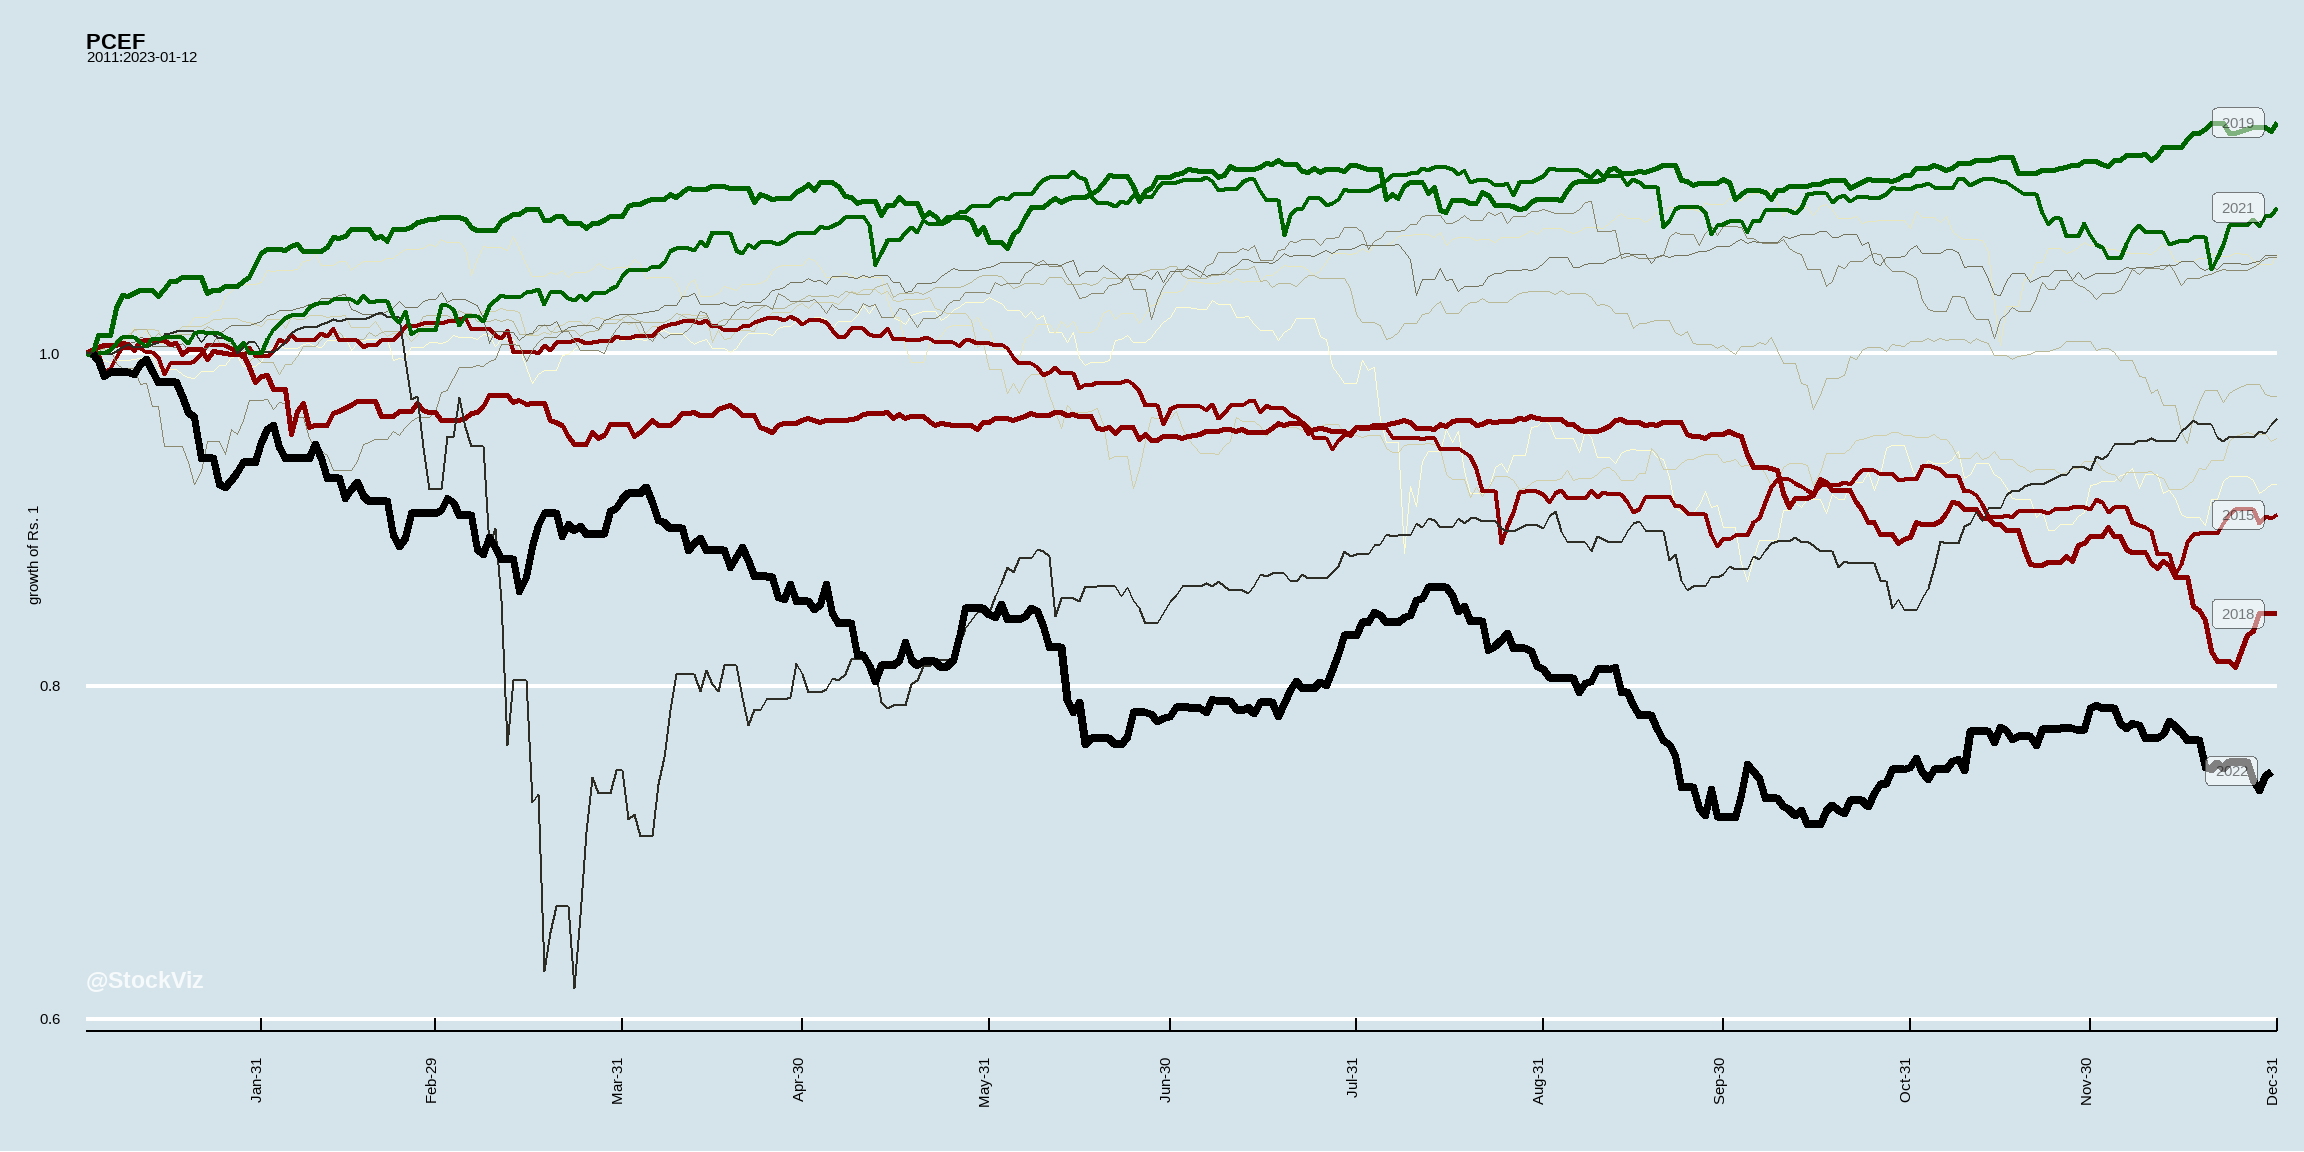 PCEF
2011:2023-01-12
2019
2021
1.0
2015
growth of Rs. 1
2018
0.8
2022
@StockViz
0.6
Jan-31
Feb-29
Mar-31
Apr-30
May-31
Jun-30
Jul-31
Aug-31
Sep-30
Oct-31
Nov-30
Dec-31